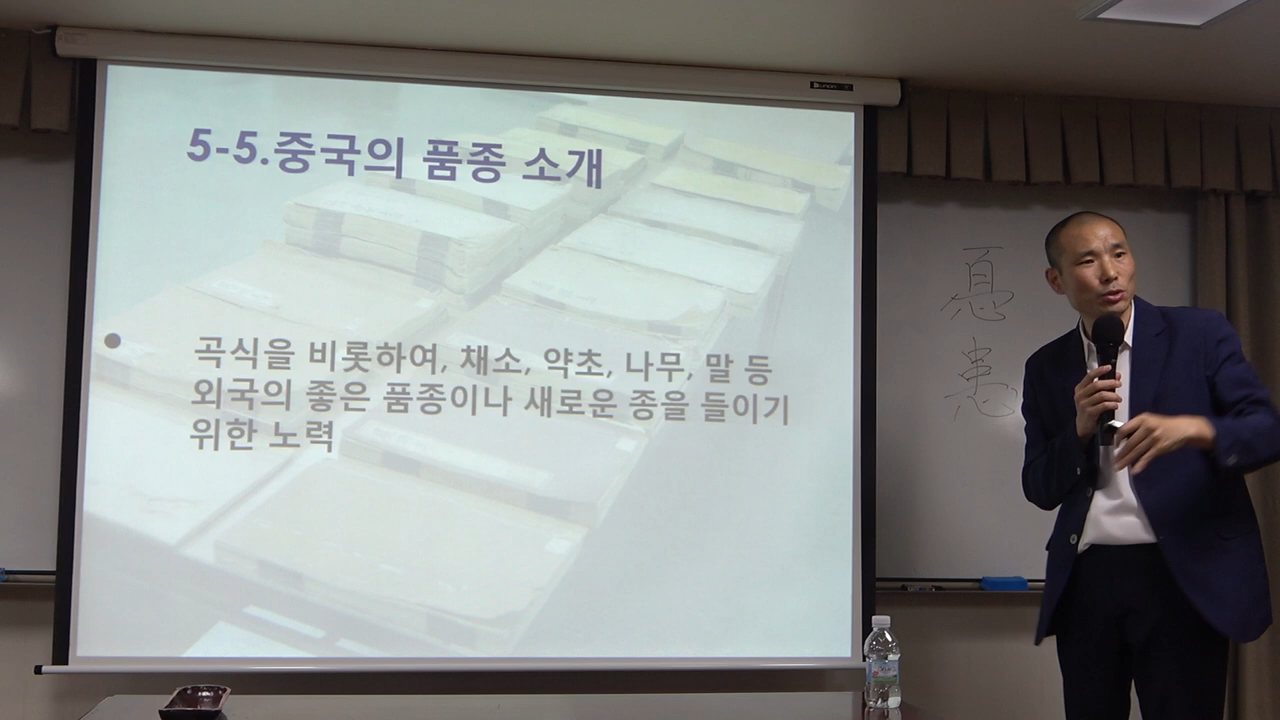 5-5.중국의 품종 소개
곡식을 비롯하여, 채소, 약초, 나무, 말 등
외국의 좋은 품종이나 새로운 종을 들이기
위한 노력
患